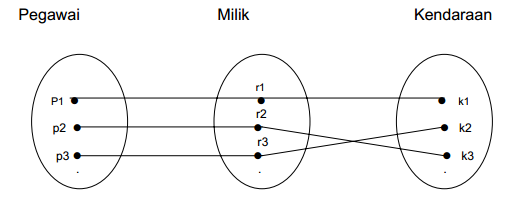 Pegawai Milik Kendaraan
P1 r1 k1
p2 r2 k2
p3 r3 k3
. . .